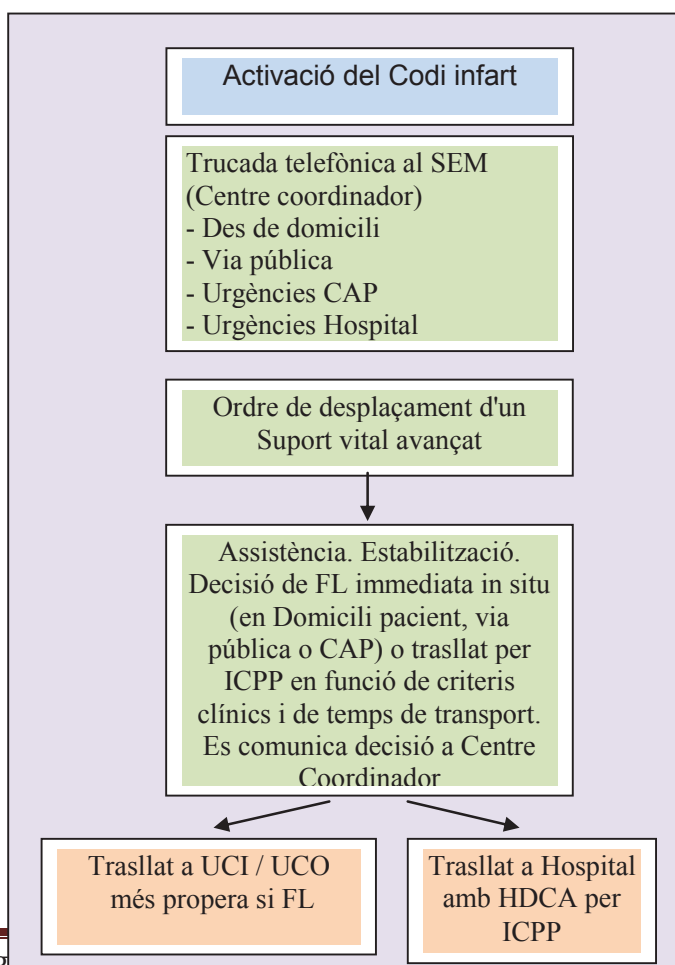 Activació del Codi infart
Trucada telefònica al SEM
(Centre coordinador)
- Des de domicili
- Via pública
- Urgències CAP
- Urgències Hospital
Ordre de desplaçament d'un
Suport vital avançat
Assistència. Estabilització.
Decisió de FL immediata in situ
(en Domicili pacient, via
pública o CAP) o trasllat per
ICPP en funció de criteris
clínics i de temps de transport.
Es comunica decisió a Centre
Coordinador
Trasllat a UCI / UCO
més propera si FL
Trasllat a Hospital
amb HDCA per
ICPP